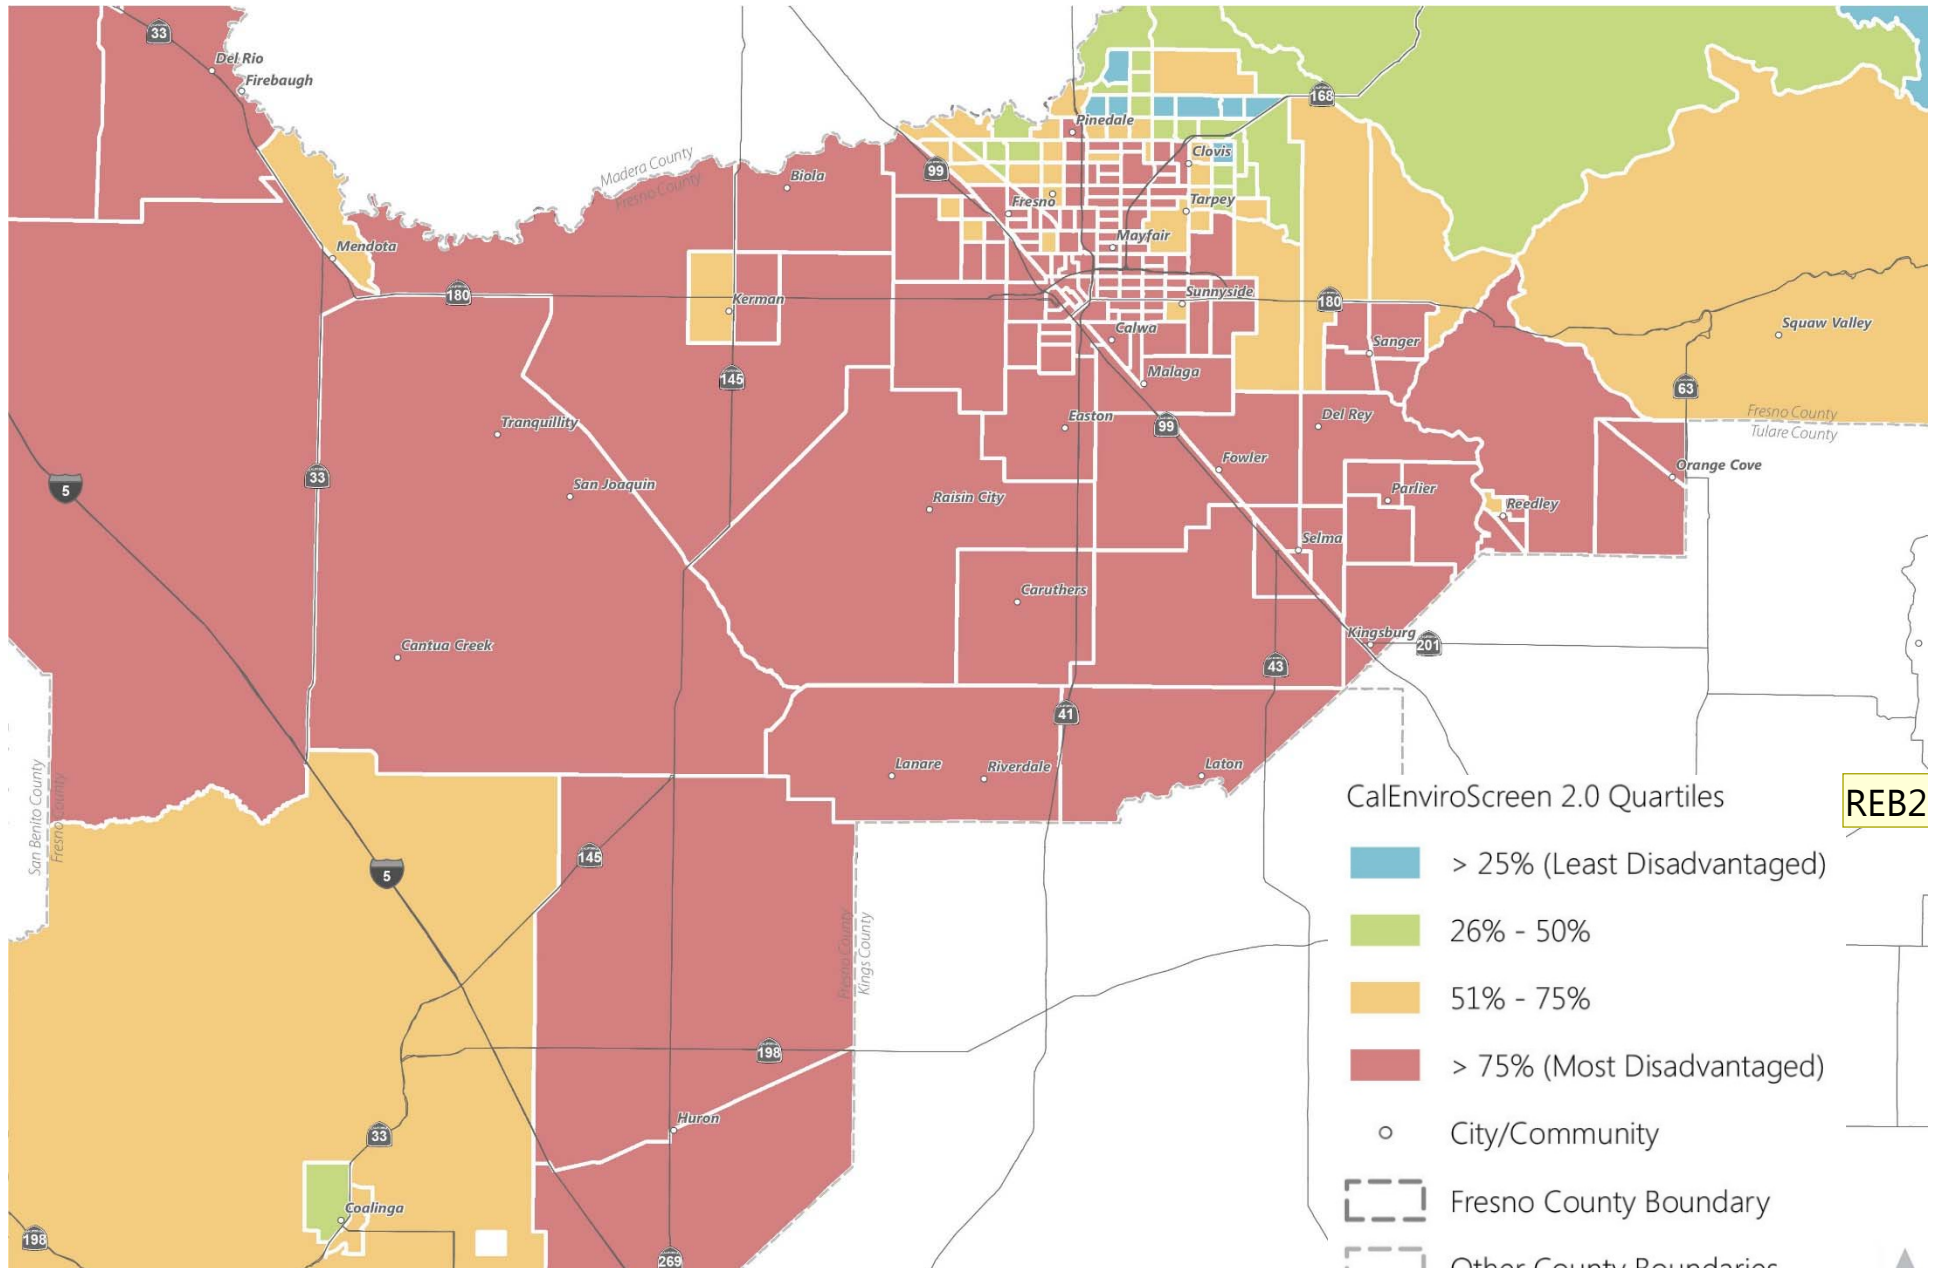 33
Del Rio
Firebaugh
168
Pinedale
Clovis
Madera County
Fresno County
Biola
99
Fresno
Tarpey
Mendota
Mayfair
180
Kerman
Sunnyside
180
Squaw Valley
Calwa
Sanger
145
Malaga
63
Tranquillity
Easton
99
Del Rey
Fresno County
Tulare County
5
33
San Joaquin
Raisin City
Fowler
Parlier
Orange Cove
Reedley
Selma
Caruthers
Cantua Creek
Kingsburg
201
43
41
Lanare
Riverdale
Laton
San Benito County
Fresno County
CalEnviroScreen 2.0 Quartiles
REB2
> 25% (Least Disadvantaged)
26% - 50%
51% - 75%
> 75% (Most Disadvantaged)
City/Community
Fresno County Boundary
Other County Boundaries
145
5
Fresno County
Kings County
198
Huron
33
Coalinga
198
269